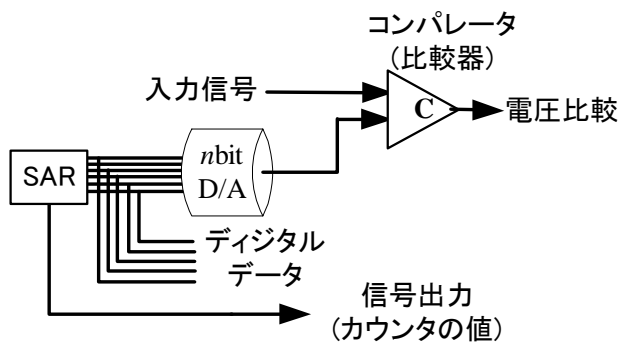 コンパレータ
(比較器)
入力信号
C
電圧比較
nbit
D/A
SAR
ディジタル
データ
信号出力
(カウンタの値)